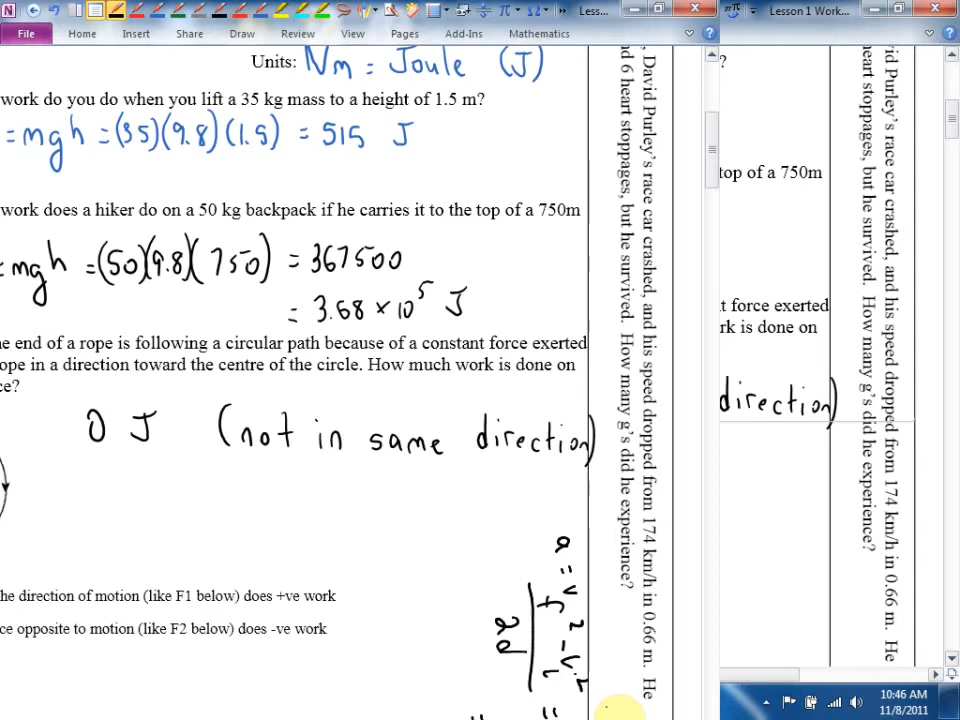 Less... Lesson 1 Work...
File Home Insert Share Draw Review View Pages Add-Ins Mathematics
Units: Nm = Joule (J)
work do you do when you lift a 35 kg mass to a height of 1.5 m?
= mgh = (35)(9.8)(1.5) = 515 J
work does a hiker do on a 50 kg backpack if he carries it to the top of a 750m
= mgh = (50)(9.8)(750) = 367500
= 3.68 × 10⁵ J
e end of a rope is following a circular path because of a constant force exerted
ope in a direction toward the centre of the circle. How much work is done on
ce?
0 J (not in same direction)
he direction of motion (like F1 below) does +ve work
ce opposite to motion (like F2 below) does -ve work
a = vf² - vi²
2d
, David Purley's race car crashed, and his speed dropped from 174 km/h in 0.66 m. He
d 6 heart stoppages, but he survived. How many g's did he experience?
?
top of a 750m
t force exerted
rk is done on
direction)
id Purley's race car crashed, and his speed dropped from 174 km/h in 0.66 m. He
heart stoppages, but he survived. How many g's did he experience?
10:46 AM
11/8/2011